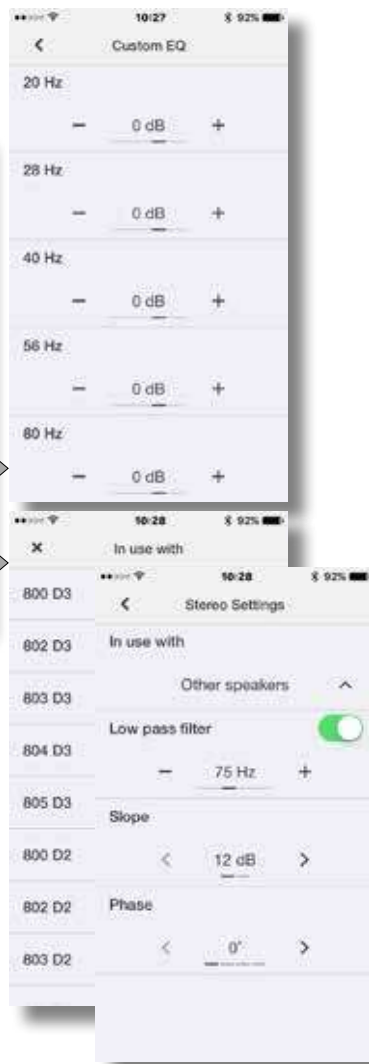 10:27 92%
Custom EQ
20 Hz
− 0 dB +
28 Hz
− 0 dB +
40 Hz
− 0 dB +
56 Hz
− 0 dB +
80 Hz
− 0 dB +
10:28 92%
In use with
800 D3
802 D3
803 D3
804 D3
805 D3
800 D2
802 D2
803 D2
10:28 92%
Stereo Settings
In use with
Other speakers
Low pass filter
− 75 Hz +
Slope
12 dB
Phase
0°